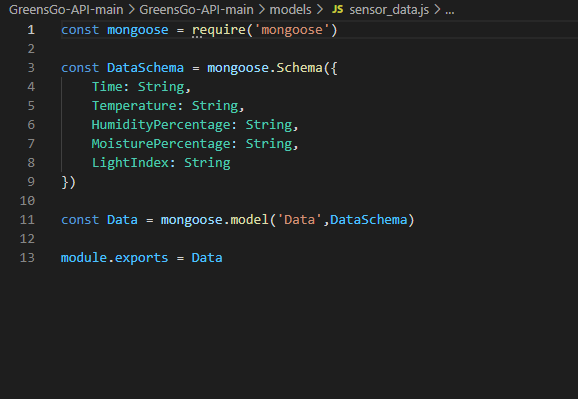 GreensGo-API-main > GreensGo-API-main > models > JS sensor_data.js > ...
1 const mongoose = require('mongoose')
2
3 const DataSchema = mongoose.Schema({
4     Time: String,
5     Temperature: String,
6     HumidityPercentage: String,
7     MoisturePercentage: String,
8     LightIndex: String
9 })
10
11 const Data = mongoose.model('Data',DataSchema)
12
13 module.exports = Data